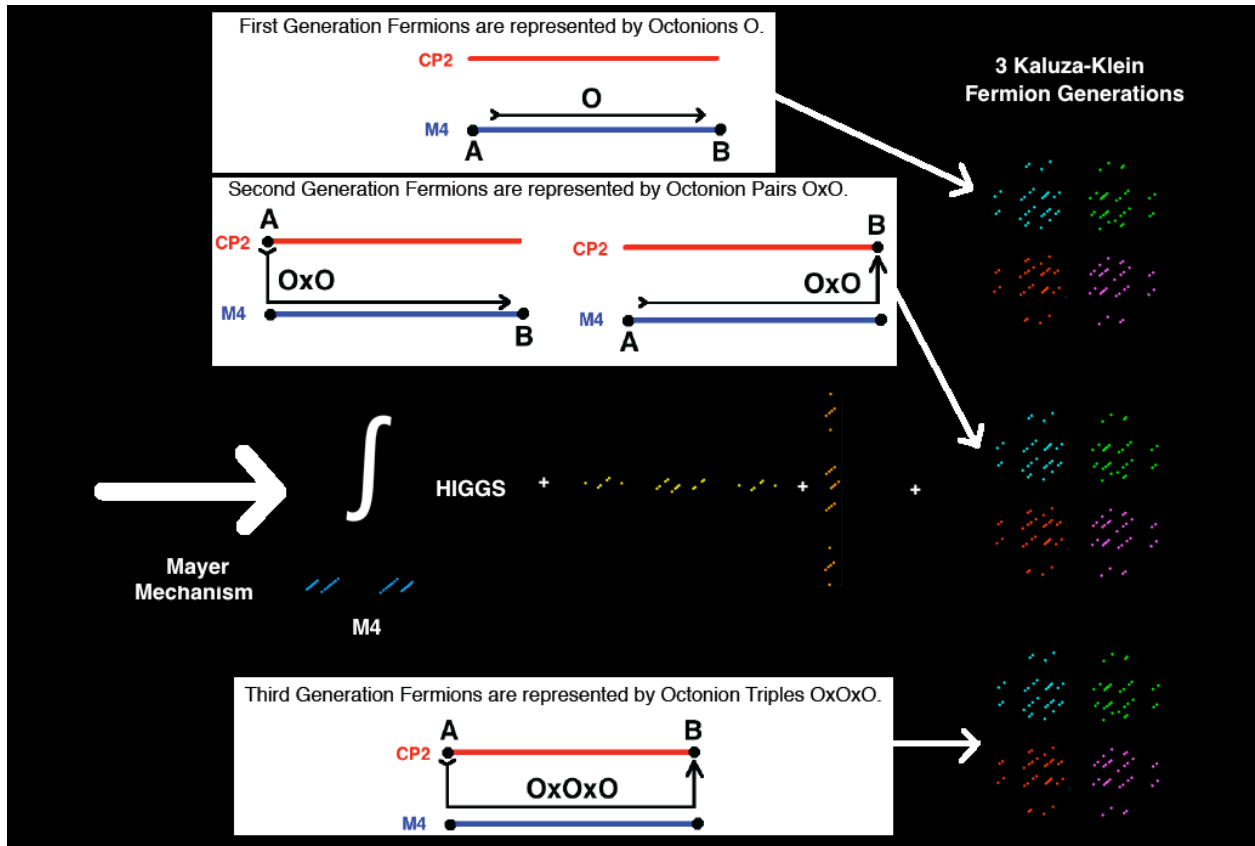 First Generation Fermions are represented by Octonions O.
CP2
O
M4
A
B
3 Kaluza-Klein
Fermion Generations
Second Generation Fermions are represented by Octonion Pairs OxO.
A
CP2
OxO
M4
B
B
CP2
OxO
M4
A
∫ HIGGS + + +
Mayer
Mechanism
M4
Third Generation Fermions are represented by Octonion Triples OxOxO.
A
B
CP2
OxOxO
M4